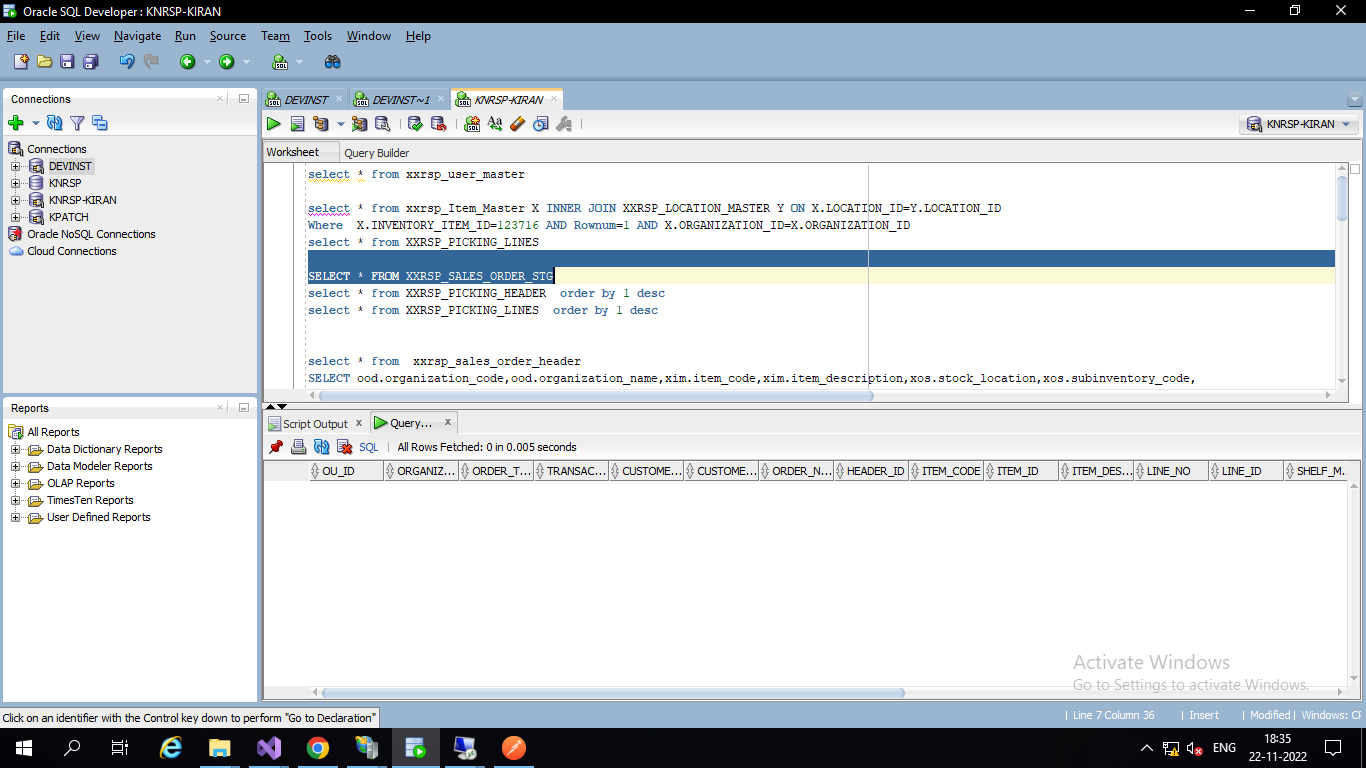 Oracle SQL Developer : KNRSP-KIRAN
File Edit View Navigate Run Source Team Tools Window Help
Connections
Connections
DEVINST
KNRSP
KNRSP-KIRAN
KPATCH
Oracle NoSQL Connections
Cloud Connections
Reports
All Reports
Data Dictionary Reports
Data Modeler Reports
OLAP Reports
TimesTen Reports
User Defined Reports
DEVINST DEVINST~1 KNRSP-KIRAN
KNRSP-KIRAN
Worksheet Query Builder
select * from xxrsp_user_master
select * from xxrsp_Item_Master X INNER JOIN XXRSP_LOCATION_MASTER Y ON X.LOCATION_ID=Y.LOCATION_ID
Where  X.INVENTORY_ITEM_ID=123716 AND Rownum=1 AND X.ORGANIZATION_ID=X.ORGANIZATION_ID
select * from XXRSP_PICKING_LINES
SELECT * FROM XXRSP_SALES_ORDER_STG
select * from XXRSP_PICKING_HEADER  order by 1 desc
select * from XXRSP_PICKING_LINES  order by 1 desc
select * from  xxrsp_sales_order_header
SELECT ood.organization_code,ood.organization_name,xim.item_code,xim.item_description,xos.stock_location,xos.subinventory_code,
Script Output x Query... x
SQL | All Rows Fetched: 0 in 0.005 seconds
OU_ID ORGANIZ... ORDER_T... TRANSAC... CUSTOME... CUSTOME... ORDER_N... HEADER_ID ITEM_CODE ITEM_ID ITEM_DES... LINE_NO LINE_ID SHELF_M...
Activate Windows
Go to Settings to activate Windows.
Click on an identifier with the Control key down to perform "Go to Declaration"
| Line 7 Column 36 | Insert | Modified | Windows: CR
ENG
18:35
22-11-2022